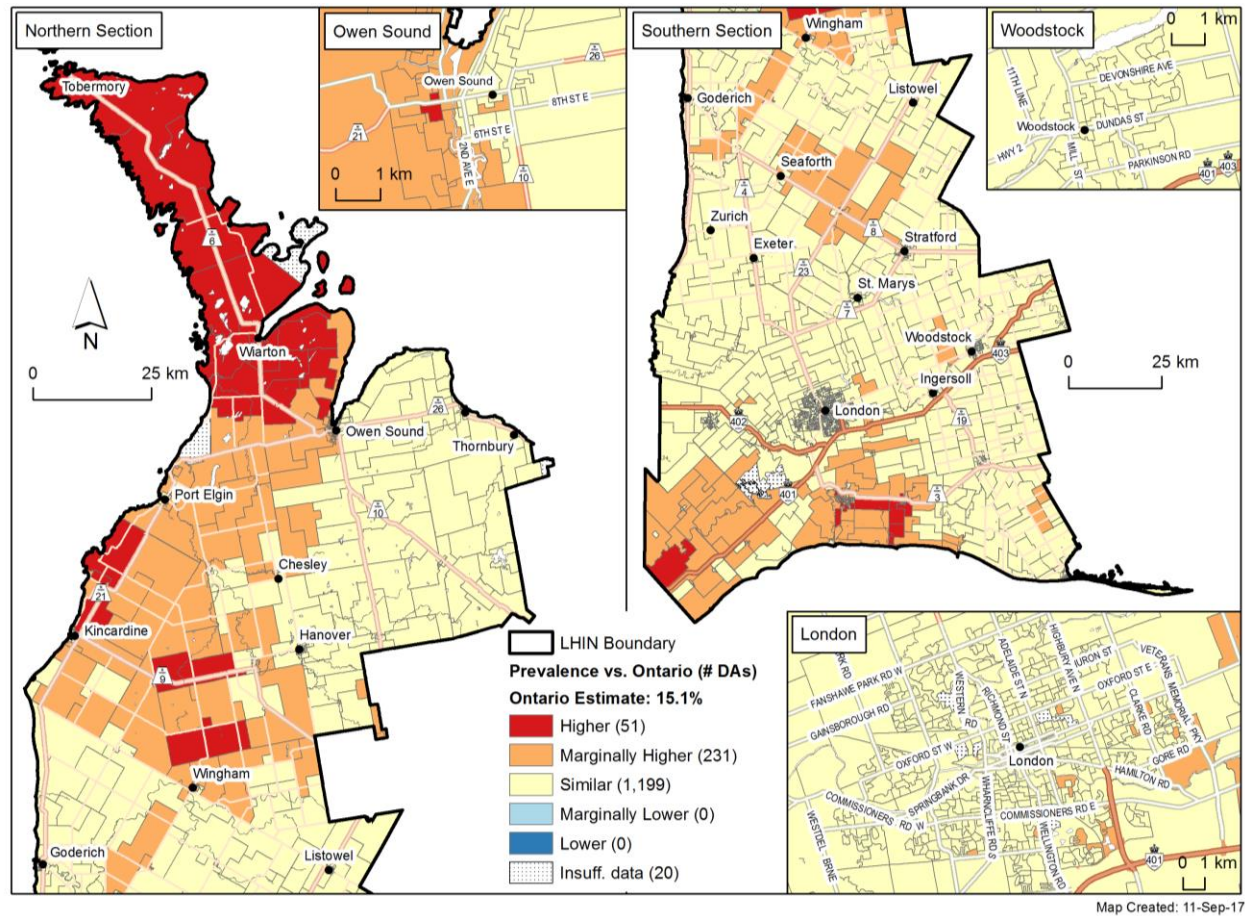 Northern Section
Tobermory
6
N
0 25 km
Wiarton
Owen Sound
26
Thornbury
10
Port Elgin
Chesley
21
Kincardine
Hanover
9
Wingham
Goderich
Listowel
Owen Sound
Owen Sound
26
8TH ST E
6TH ST E
21
2ND AVE E
10
0 1 km
LHIN Boundary
Prevalence vs. Ontario (# DAs)
Ontario Estimate: 15.1%
Higher (51)
Marginally Higher (231)
Similar (1,199)
Marginally Lower (0)
Lower (0)
Insuff. data (20)
Southern Section
Wingham
Goderich
Listowel
Seaforth
4
Zurich
8
Exeter
Stratford
23
St. Marys
7
Woodstock
403
Ingersoll
0 25 km
London
402
19
401
3
Woodstock
0 1 km
11TH LINE
DEVONSHIRE AVE
Woodstock
DUNDAS ST
HWY 2
MILL ST
PARKINSON RD
401
403
London
FANSHAWE PARK RD W
GAINSBOROUGH RD
WESTERN RD
RICHMOND ST
ADELAIDE ST N
HIGHBURY AVE N
OXFORD ST E
CLARKE RD
VETERANS MEMORIAL PKY
GORE RD
HAMILTON RD
OXFORD ST W
London
SPRINGBANK DR
COMMISSIONERS RD W
COMMISSIONERS RD E
WHARNCLIFFE RD S
WELLINGTON RD
WESTDEL-BRNE
401
0 1 km
Map Created: 11-Sep-17